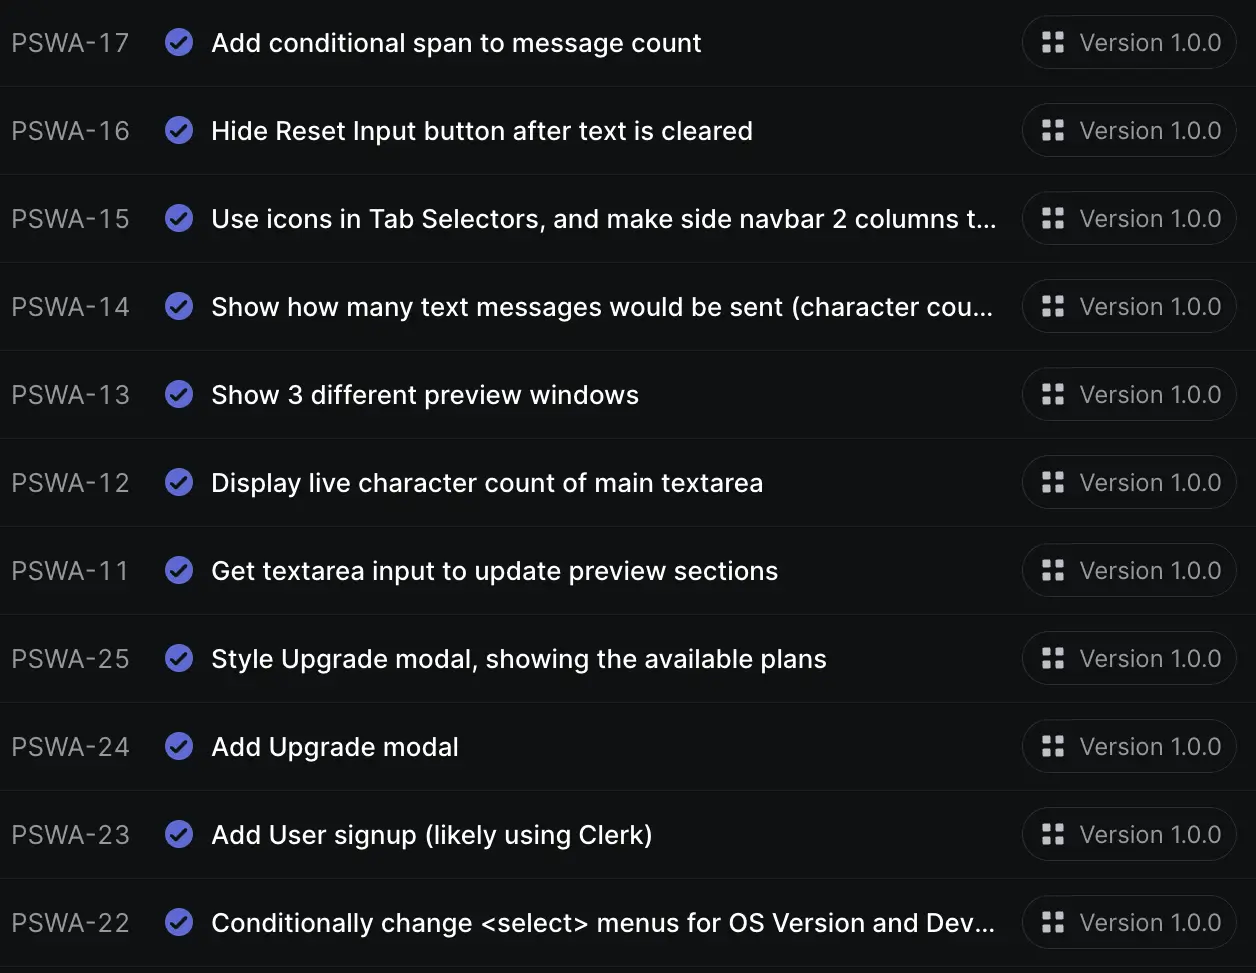 PSWA-17 Add conditional span to message count Version 1.0.0
PSWA-16 Hide Reset Input button after text is cleared Version 1.0.0
PSWA-15 Use icons in Tab Selectors, and make side navbar 2 columns t... Version 1.0.0
PSWA-14 Show how many text messages would be sent (character cou... Version 1.0.0
PSWA-13 Show 3 different preview windows Version 1.0.0
PSWA-12 Display live character count of main textarea Version 1.0.0
PSWA-11 Get textarea input to update preview sections Version 1.0.0
PSWA-25 Style Upgrade modal, showing the available plans Version 1.0.0
PSWA-24 Add Upgrade modal Version 1.0.0
PSWA-23 Add User signup (likely using Clerk) Version 1.0.0
PSWA-22 Conditionally change <select> menus for OS Version and Dev... Version 1.0.0